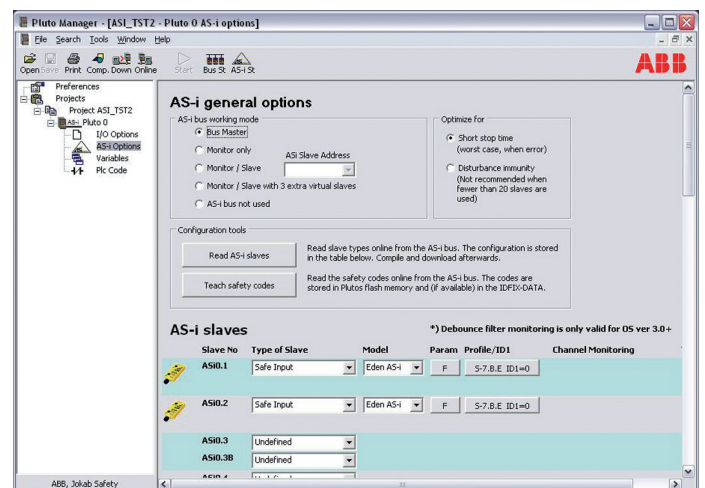 Pluto Manager - [ASI_TST2 - Pluto 0 AS-i options]
File Search Tools Window Help
Open Save Print Comp. Down Online Start Bus St AS-i St
ABB
Preferences
Projects
Project ASI_TST2
AS-i Pluto 0
I/O Options
AS-i Options
Variables
Plc Code
AS-i general options
AS-i bus working mode
Bus Master
Monitor only
Monitor / Slave
ASi Slave Address
Monitor / Slave with 3 extra virtual slaves
AS-i bus not used
Optimize for
Short stop time
(worst case, when error)
Disturbance immunity
(Not recommended when
fewer than 20 slaves are
used)
Configuration tools
Read AS-i slaves
Read slave types online from the AS-i bus. The configuration is stored
in the table below. Compile and download afterwards.
Teach safety codes
Read the safety codes online from the AS-i bus. The codes are
stored in Plutos flash memory and (if available) in the IDFIX-DATA.
AS-i slaves
*) Debounce filter monitoring is only valid for OS ver 3.0+
Slave No Type of Slave Model Param Profile/ID1 Channel Monitoring
ASi0.1 Safe Input Eden AS-i F S-7.B.E ID1=0
ASi0.2 Safe Input Eden AS-i F S-7.B.E ID1=0
ASi0.3 Undefined
ASi0.3B Undefined
ABB, Jokab Safety